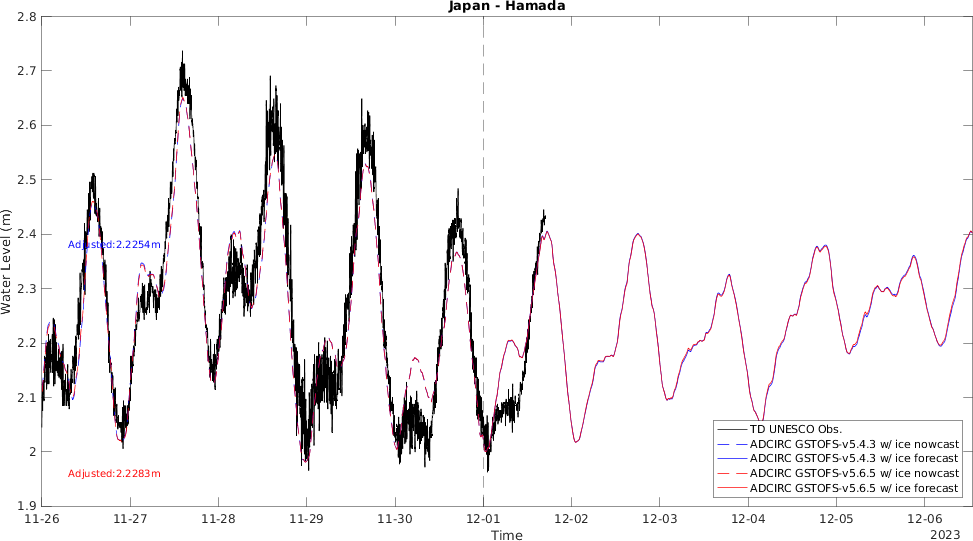 Japan - Hamada
2.8
2.7
2.6
2.5
2.4
2.3
2.2
2.1
2
1.9
Water Level (m)
Adjusted:2.2254m
Adjusted:2.2283m
TD UNESCO Obs.
ADCIRC GSTOFS-v5.4.3 w/ ice nowcast
ADCIRC GSTOFS-v5.4.3 w/ ice forecast
ADCIRC GSTOFS-v5.6.5 w/ ice nowcast
ADCIRC GSTOFS-v5.6.5 w/ ice forecast
11-26 11-27 11-28 11-29 11-30 12-01 12-02 12-03 12-04 12-05 12-06
Time
2023